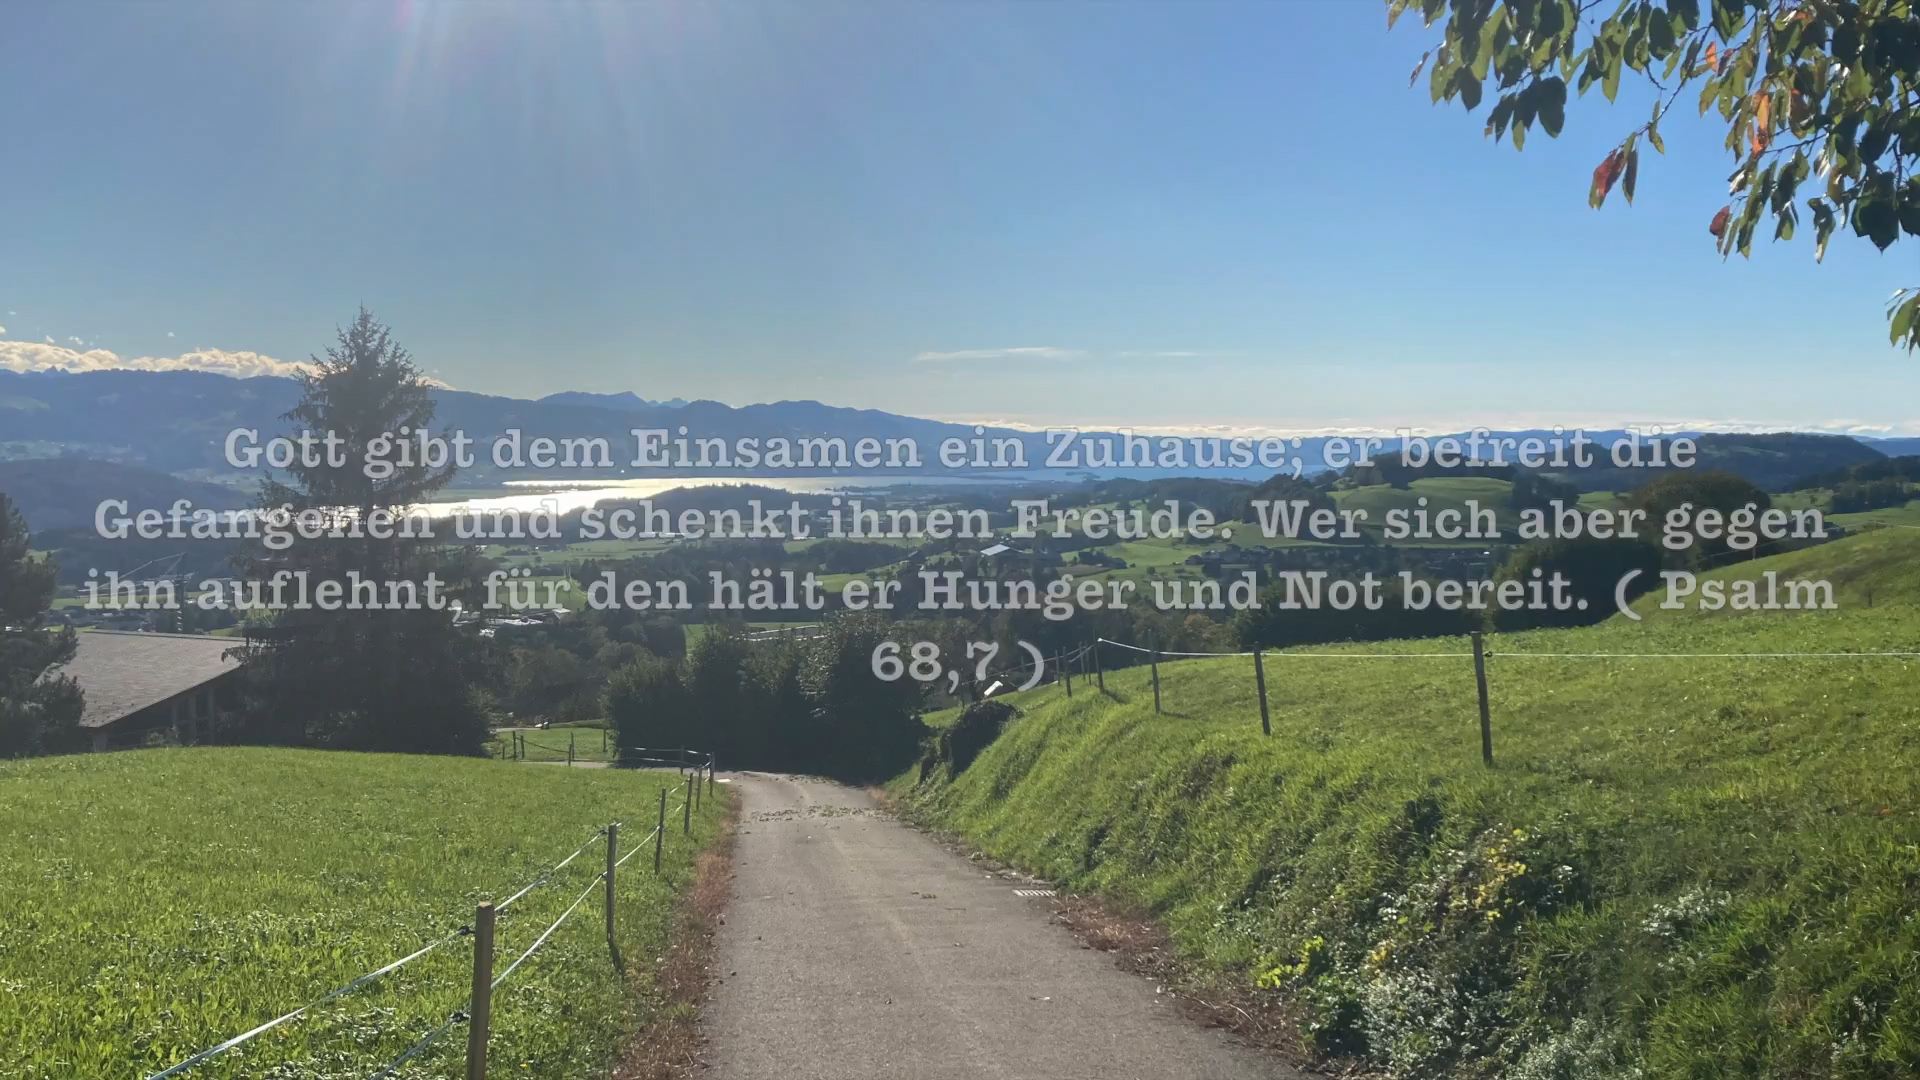 Gott gibt dem Einsamen ein Zuhause; er befreit die
Gefangenen und schenkt ihnen Freude. Wer sich aber gegen
ihn auflehnt, für den hält er Hunger und Not bereit. ( Psalm
68,7 )